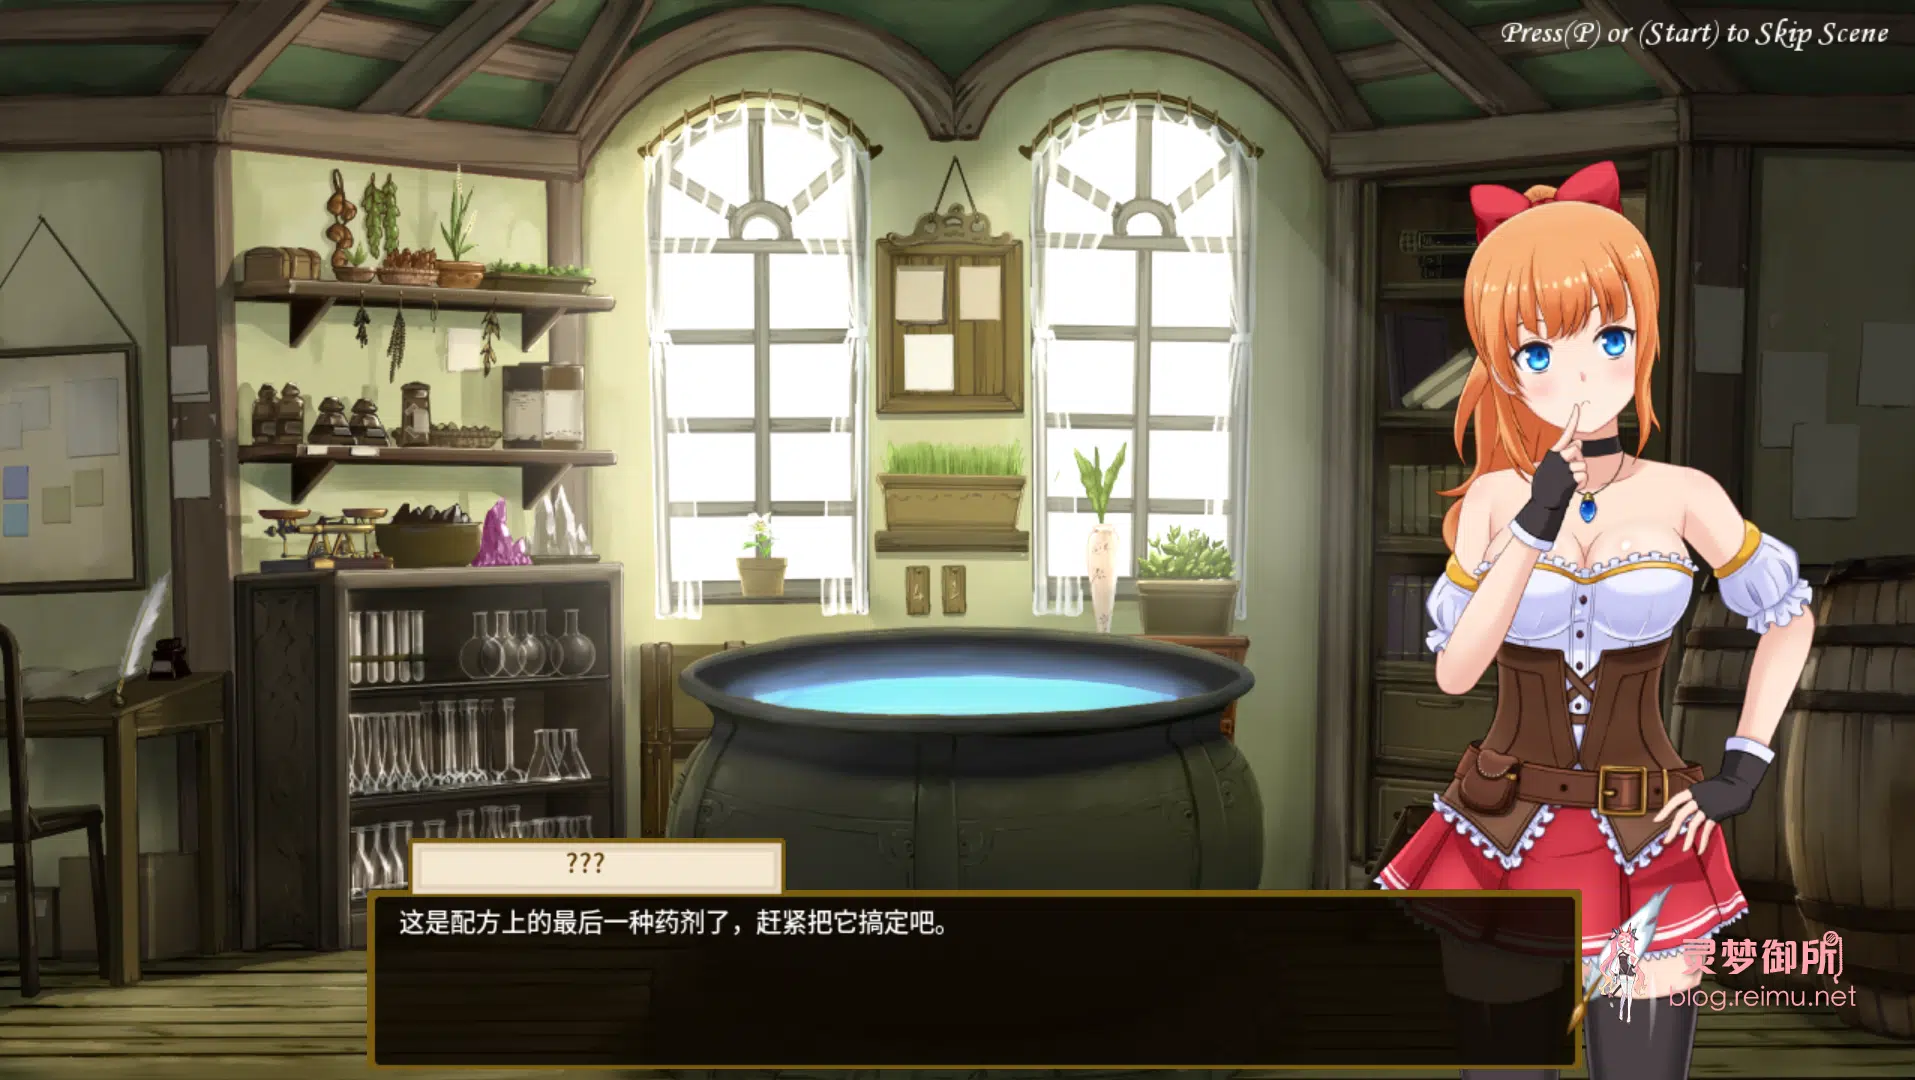 Press(P) or (Start) to Skip Scene
???
这是配方上的最后一种药剂了，赶紧把它搞定吧。
灵梦御所
blog.reimu.net